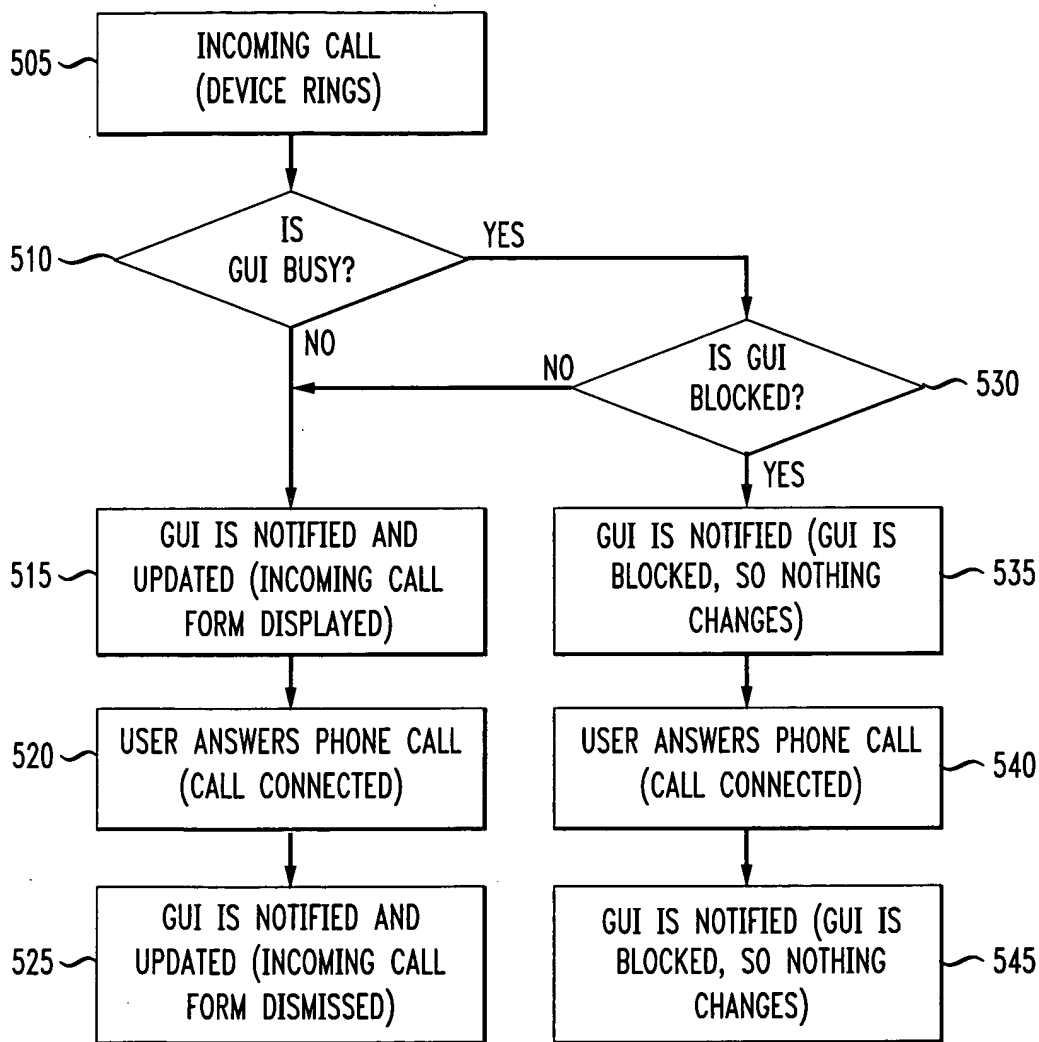 505
INCOMING CALL
(DEVICE RINGS)
510
IS
GUI BUSY?
YES
NO
NO
IS GUI
BLOCKED?
530
YES
515
GUI IS NOTIFIED AND
UPDATED (INCOMING CALL
FORM DISPLAYED)
GUI IS NOTIFIED (GUI IS
BLOCKED, SO NOTHING
CHANGES)
535
520
USER ANSWERS PHONE CALL
(CALL CONNECTED)
USER ANSWERS PHONE CALL
(CALL CONNECTED)
540
525
GUI IS NOTIFIED AND
UPDATED (INCOMING CALL
FORM DISMISSED)
GUI IS NOTIFIED (GUI IS
BLOCKED, SO NOTHING
CHANGES)
545